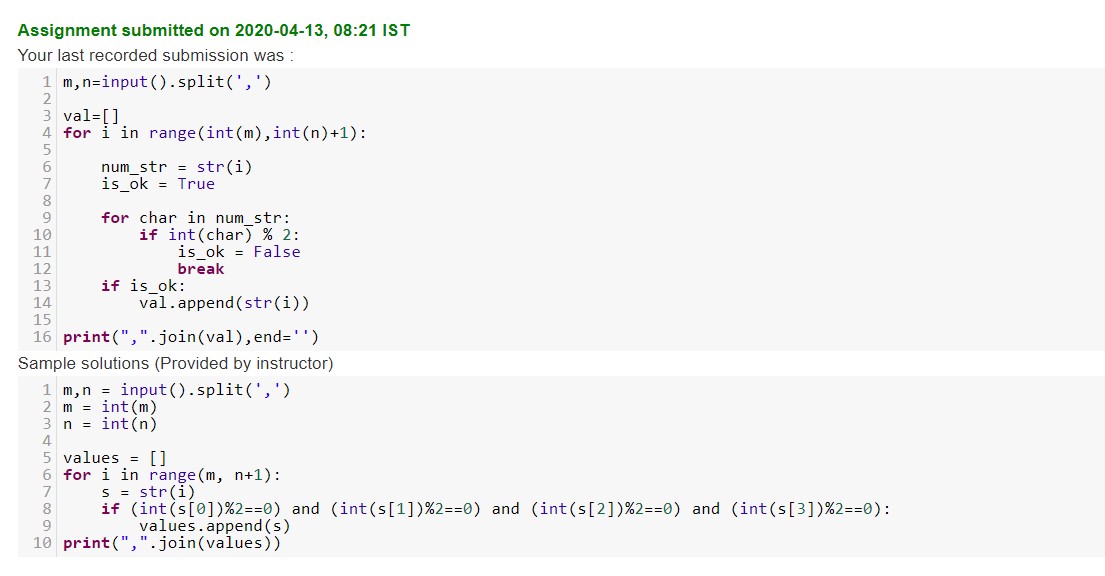 Assignment submitted on 2020-04-13, 08:21 IST
Your last recorded submission was :
1 m,n=input().split(',')
2
3 val=[]
4 for i in range(int(m),int(n)+1):
5
6     num_str = str(i)
7     is_ok = True
8
9     for char in num_str:
10         if int(char) % 2:
11             is_ok = False
12             break
13     if is_ok:
14         val.append(str(i))
15
16 print(",".join(val),end='')
Sample solutions (Provided by instructor)
1 m,n = input().split(',')
2 m = int(m)
3 n = int(n)
4
5 values = []
6 for i in range(m, n+1):
7     s = str(i)
8     if (int(s[0])%2==0) and (int(s[1])%2==0) and (int(s[2])%2==0) and (int(s[3])%2==0):
9         values.append(s)
10 print(",".join(values))